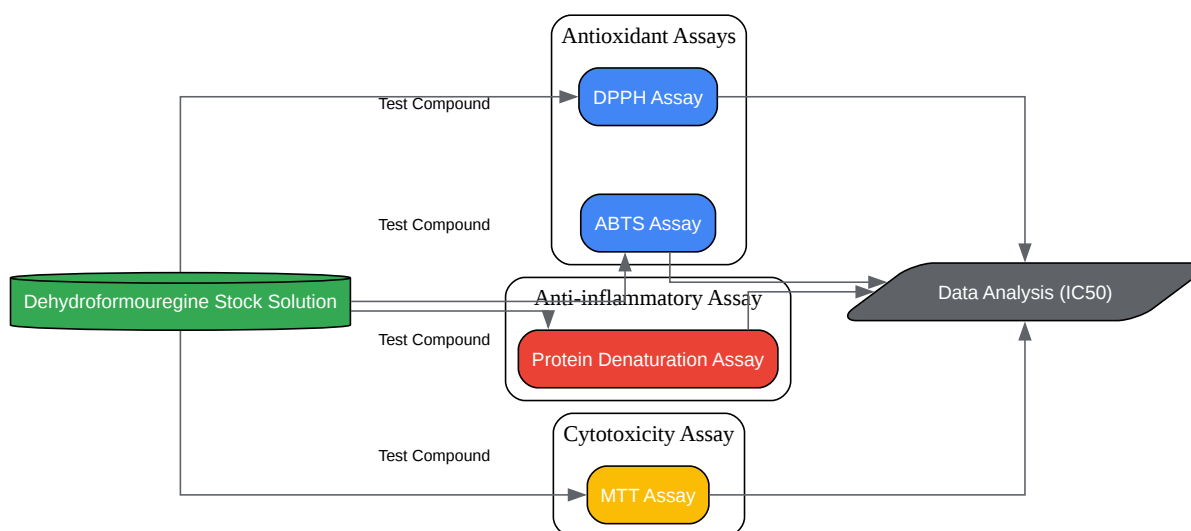 Antioxidant Assays
DPPH Assay
Test Compound
ABTS Assay
Test Compound
Dehydroformouregine Stock Solution
Anti-inflammatory Assay
Data Analysis (IC50)
Test Compound
Protein Denaturation Assay
Cytotoxicity Assay
Test Compound
MTT Assay